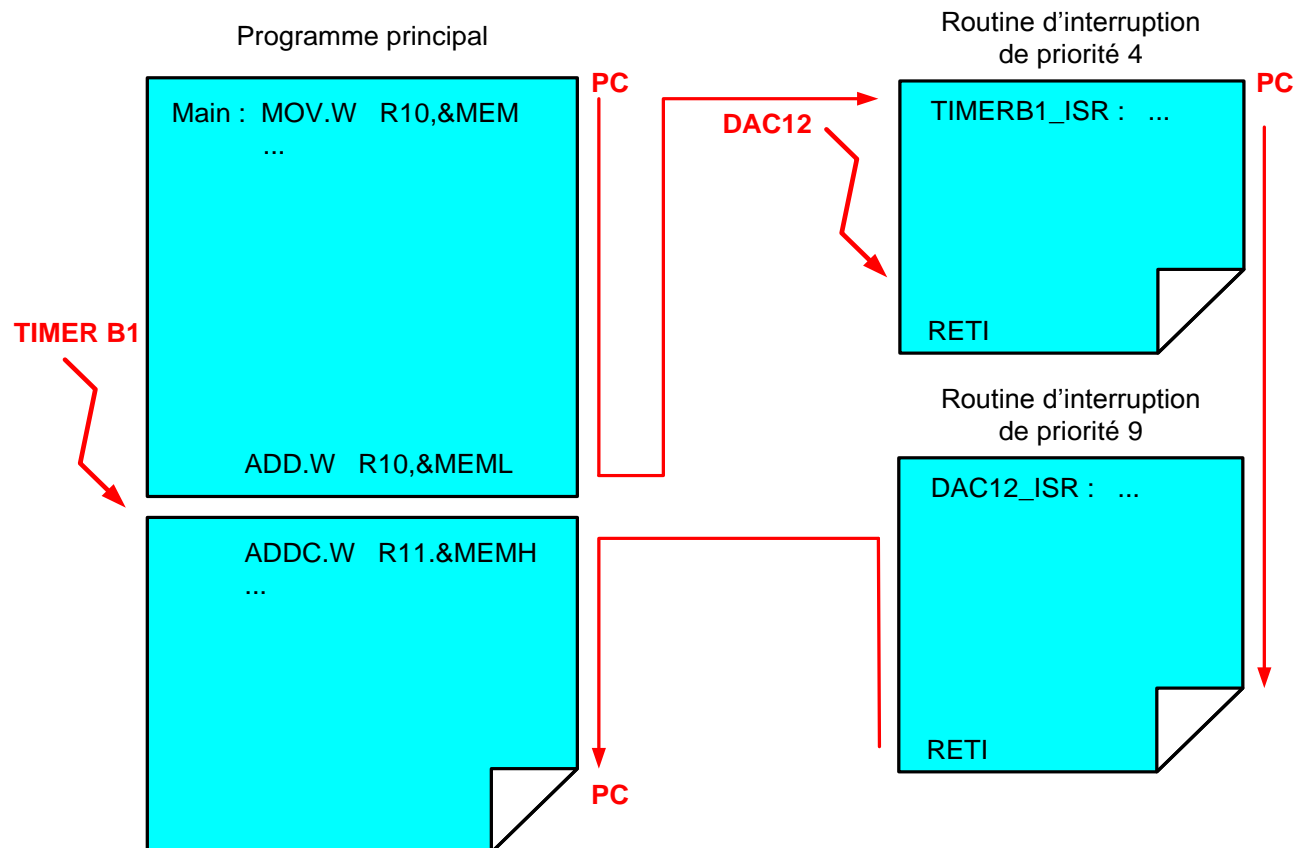 Programme principal
PC
Main : MOV.W R10,&MEM
...
TIMER B1
ADD.W R10,&MEML
ADDC.W R11.&MEMH
...
PC
Routine d’interruption
de priorité 4
PC
DAC12
TIMERB1_ISR : ...
RETI
Routine d’interruption
de priorité 9
DAC12_ISR : ...
RETI